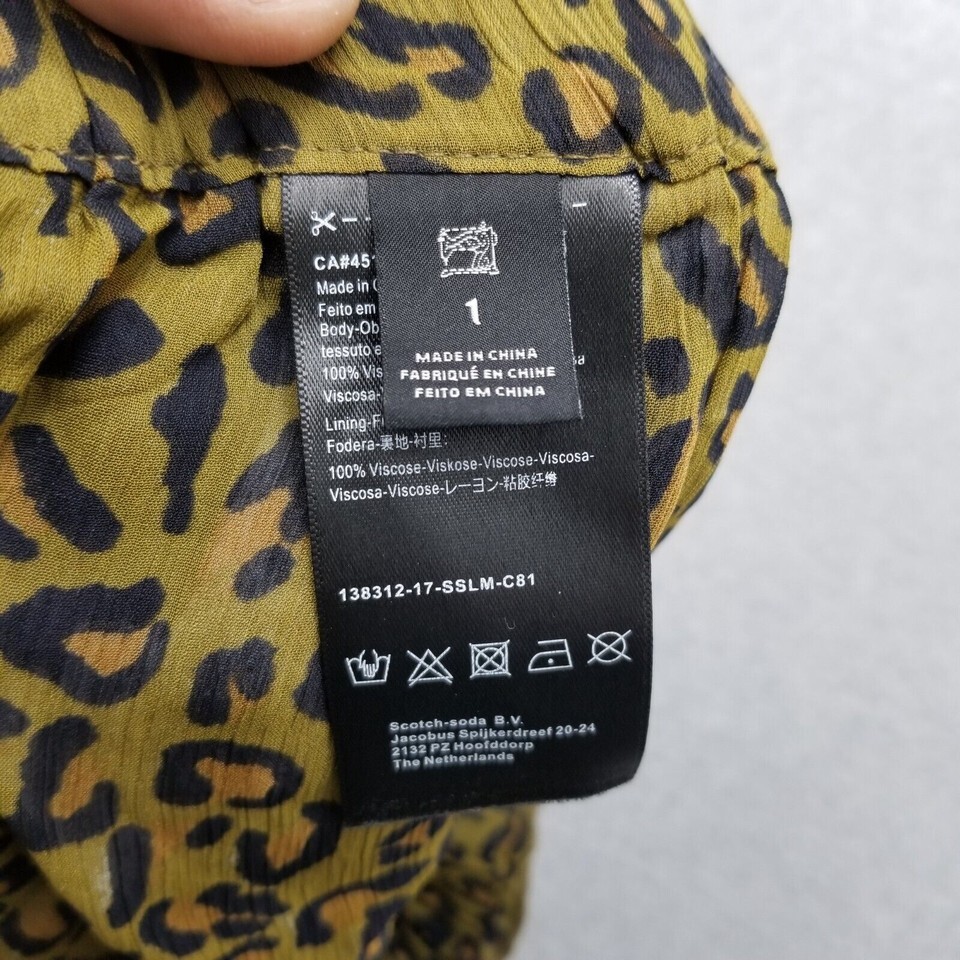 CA#451
Made in C
Feito em
Body-Ob
tessuto e
100% Vis
Viscosa-
Lining-F
Fodera-裏地-衬里:
100% Viscose-Viskose-Viscose-Viscosa-
Viscosa-Viscose-レーヨン-粘胶纤维
1
MADE IN CHINA
FABRIQUÉ EN CHINE
FEITO EM CHINA
138312-17-SSLM-C81
Scotch-soda B.V.
Jacobus Spijkerdreef 20-24
2132 PZ Hoofddorp
The Netherlands